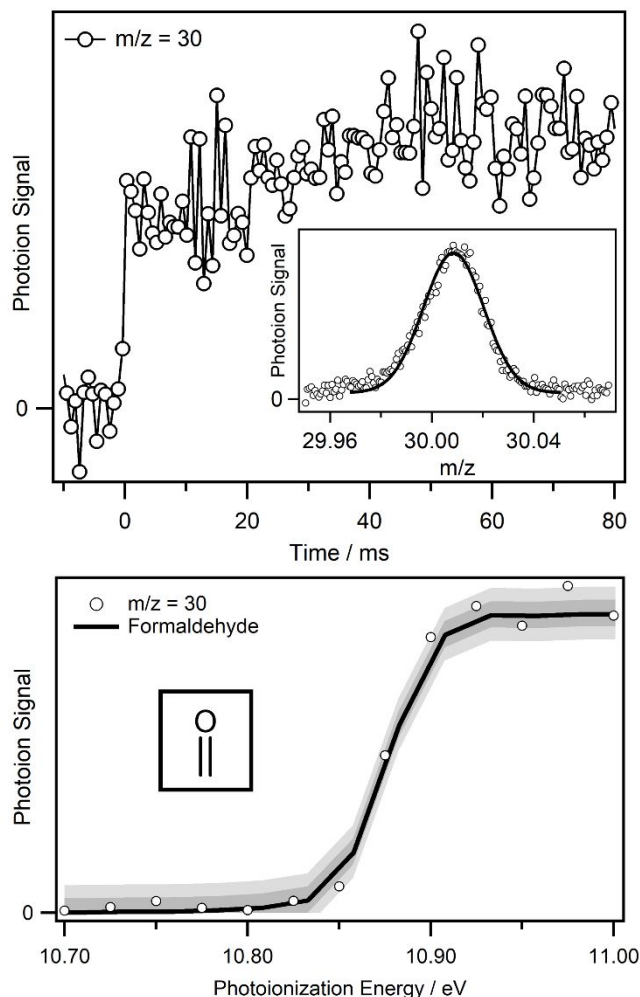 m/z = 30
Photoion Signal
0
Photoion Signal
0
29.96 30.00 30.04
m/z
0 20 40 60 80
Time / ms
m/z = 30
Formaldehyde
O
Photoion Signal
0
10.70 10.80 10.90 11.00
Photoionization Energy / eV